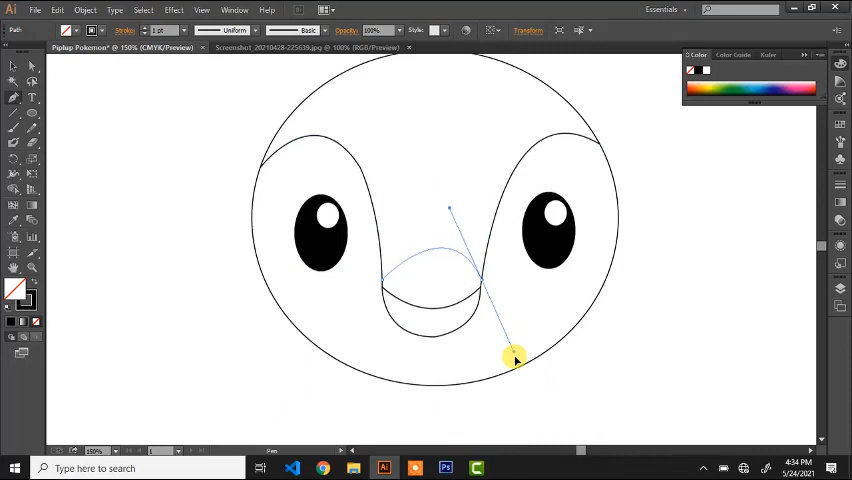 File Edit Object Type Select Effect View Window Help
Essentials
Path
Stroke: 1 pt Uniform Basic Opacity: 100% Style: Transform
Piplup Pokemon* @ 150% (CMYK/Preview) × Screenshot_20210428-225639.jpg @ 100% (RGB/Preview) ×
Color Color Guide Kuler
150% 1 Pen
Type here to search
4:34 PM
5/24/2021